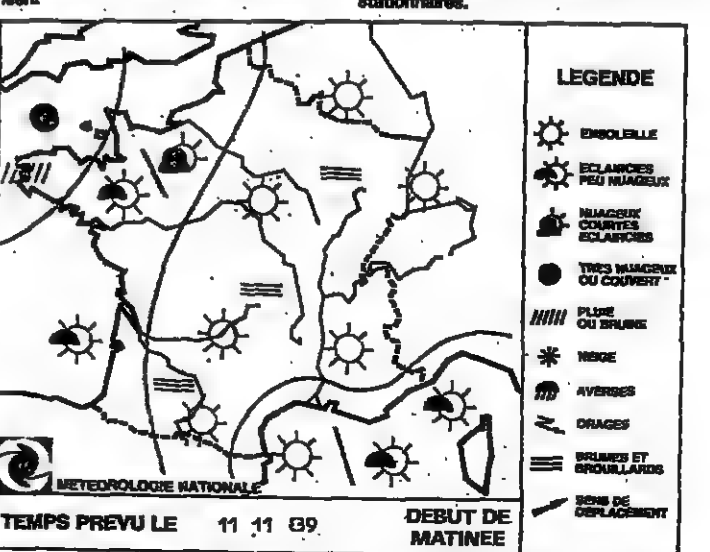 stationnaires.
LEGENDE
ENSOLEILLE
ECLAIRCIES
PEU NUAGEUX
NUAGEUX
COURTES
ECLAIRCIES
TRES NUAGEUX
OU COUVERT
PLUIE
OU BRUINE
NEIGE
AVERSES
ORAGES
BRUMES ET
BROUILLARDS
SENS DE
DEPLACEMENT
METEOROLOGIE NATIONALE
TEMPS PREVU LE 11 11 89
DEBUT DE
MATINEE